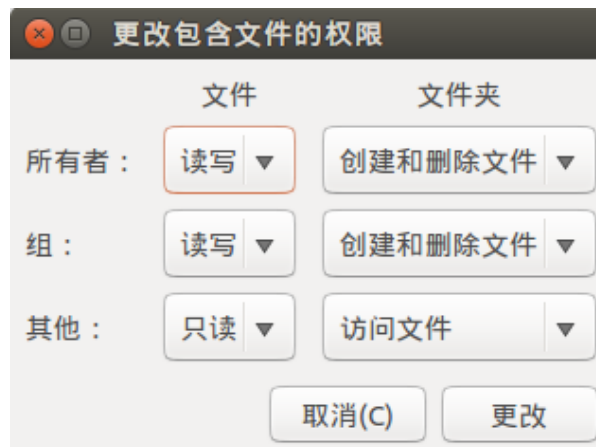 更改包含文件的权限
文件 文件夹
所有者： 读写 创建和删除文件
组： 读写 创建和删除文件
其他： 只读 访问文件
取消(C) 更改